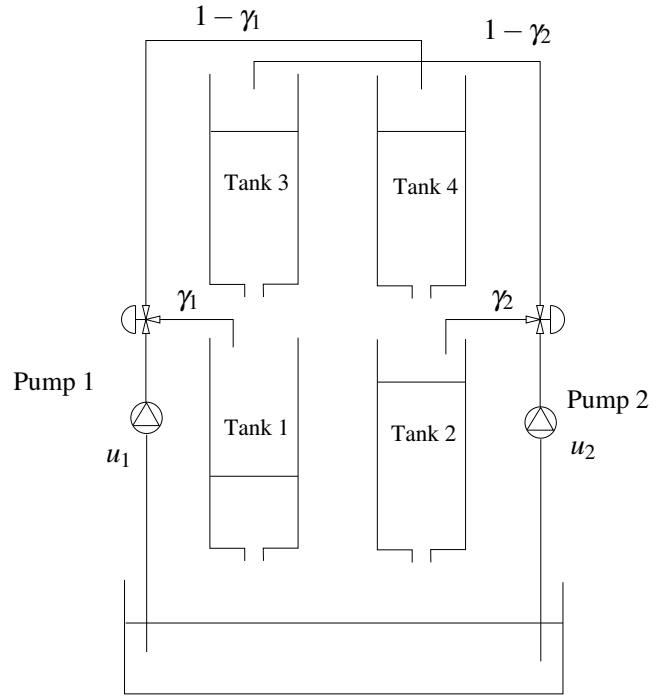 1 − γ₁
1 − γ₂
Tank 3
Tank 4
γ₁
γ₂
Pump 1
Tank 1
Tank 2
Pump 2
u₁
u₂